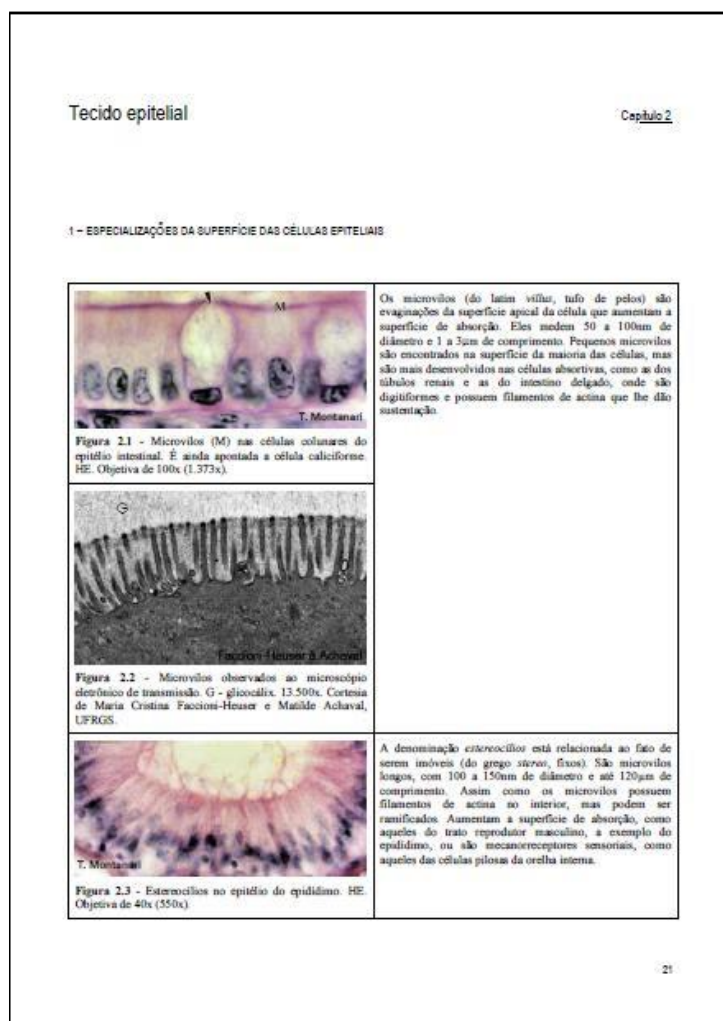 Tecido epitelial
Capítulo 2
1 – ESPECIALIZAÇÕES DA SUPERFÍCIE DAS CÉLULAS EPITELIAIS
M
T. Montanari
Figura 2.1 - Microvilos (M) nas células colunares do
epitélio intestinal. É ainda apontada a célula caliciforme.
HE. Objetiva de 100x (1.373x).
Os microvilos (do latim villus, tufo de pelos) são
evaginações da superfície apical da célula que aumentam a
superfície de absorção. Eles medem 50 a 100nm de
diâmetro e 1 a 3μm de comprimento. Pequenos microvilos
são encontrados na superfície da maioria das células, mas
são mais desenvolvidos nas células absortivas, como as dos
túbulos renais e as do intestino delgado, onde são
digitiformes e possuem filamentos de actina que lhe dão
sustentação.
G
Faccioni-Heuser & Achaval
Figura 2.2 - Microvilos observados ao microscópio
eletrônico de transmissão. G - glicocálix. 13.500x. Cortesia
de Maria Cristina Faccioni-Heuser e Matilde Achaval,
UFRGS.
T. Montanari
Figura 2.3 - Estereocílios no epitélio do epidídimo. HE.
Objetiva de 40x (550x).
A denominação estereocílios está relacionada ao fato de
serem imóveis (do grego stereo, fixos). São microvilos
longos, com 100 a 150nm de diâmetro e até 120μm de
comprimento. Assim como os microvilos possuem
filamentos de actina no interior, mas podem ser
ramificados. Aumentam a superfície de absorção, como
aqueles do trato reprodutor masculino, a exemplo do
epidídimo, ou são mecanorreceptores sensoriais, como
aqueles das células pilosas da orelha interna.
21